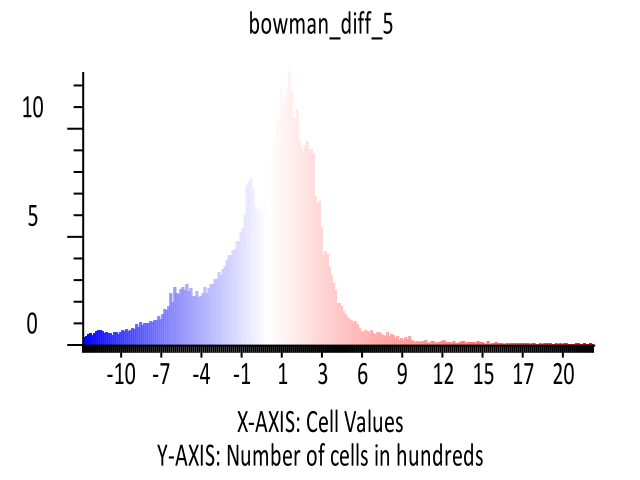 bowman_diff_5
10
5
0
-10 -7 -4 -1 1 3 6 9 12 15 17 20
X-AXIS: Cell Values
Y-AXIS: Number of cells in hundreds